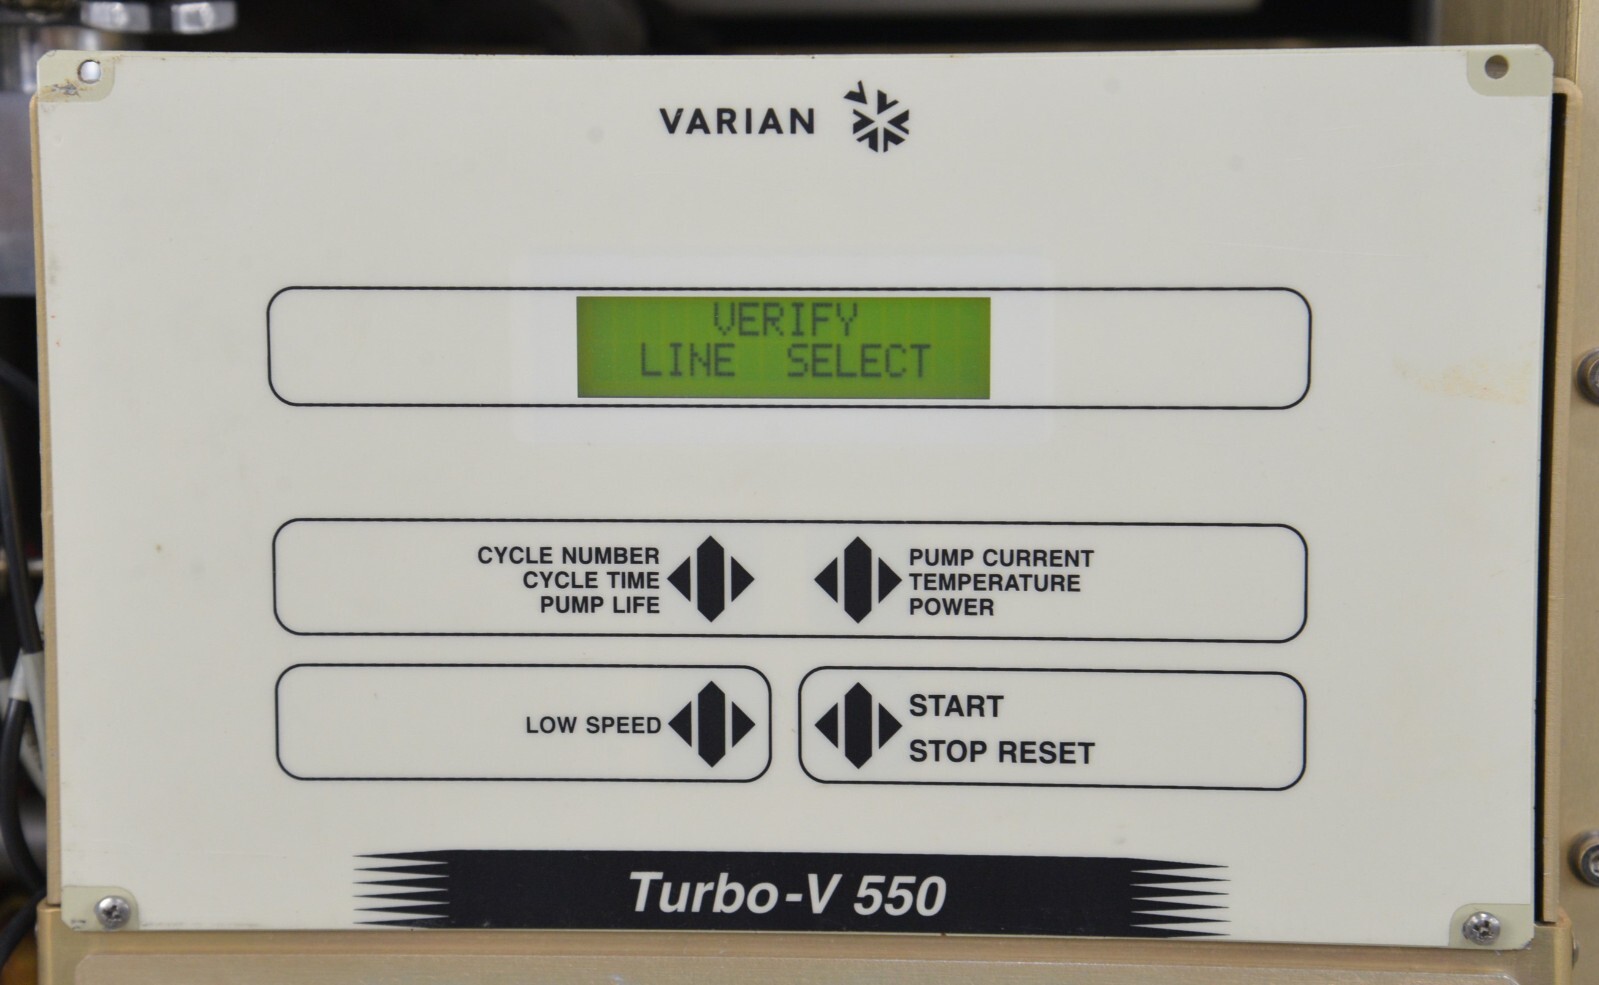 VARIAN
VERIFY
LINE SELECT
CYCLE NUMBER
CYCLE TIME
PUMP LIFE
PUMP CURRENT
TEMPERATURE
POWER
LOW SPEED
START
STOP RESET
Turbo-V 550